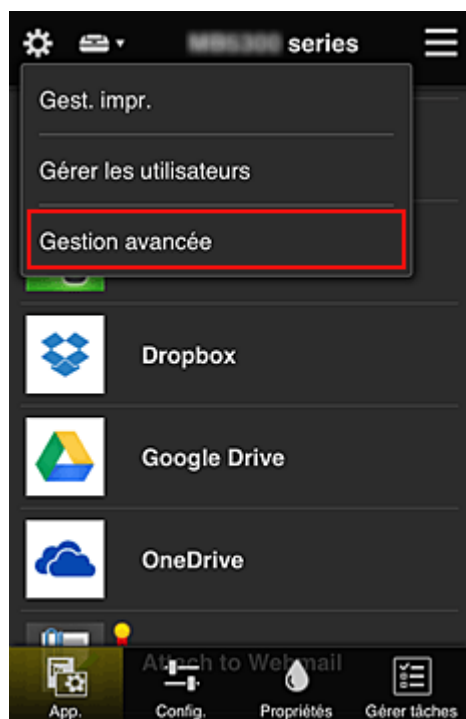 series
Gest. impr.
Gérer les utilisateurs
Gestion avancée
Dropbox
Google Drive
OneDrive
Attach to Webmail
App.
Config.
Propriétés
Gérer tâches